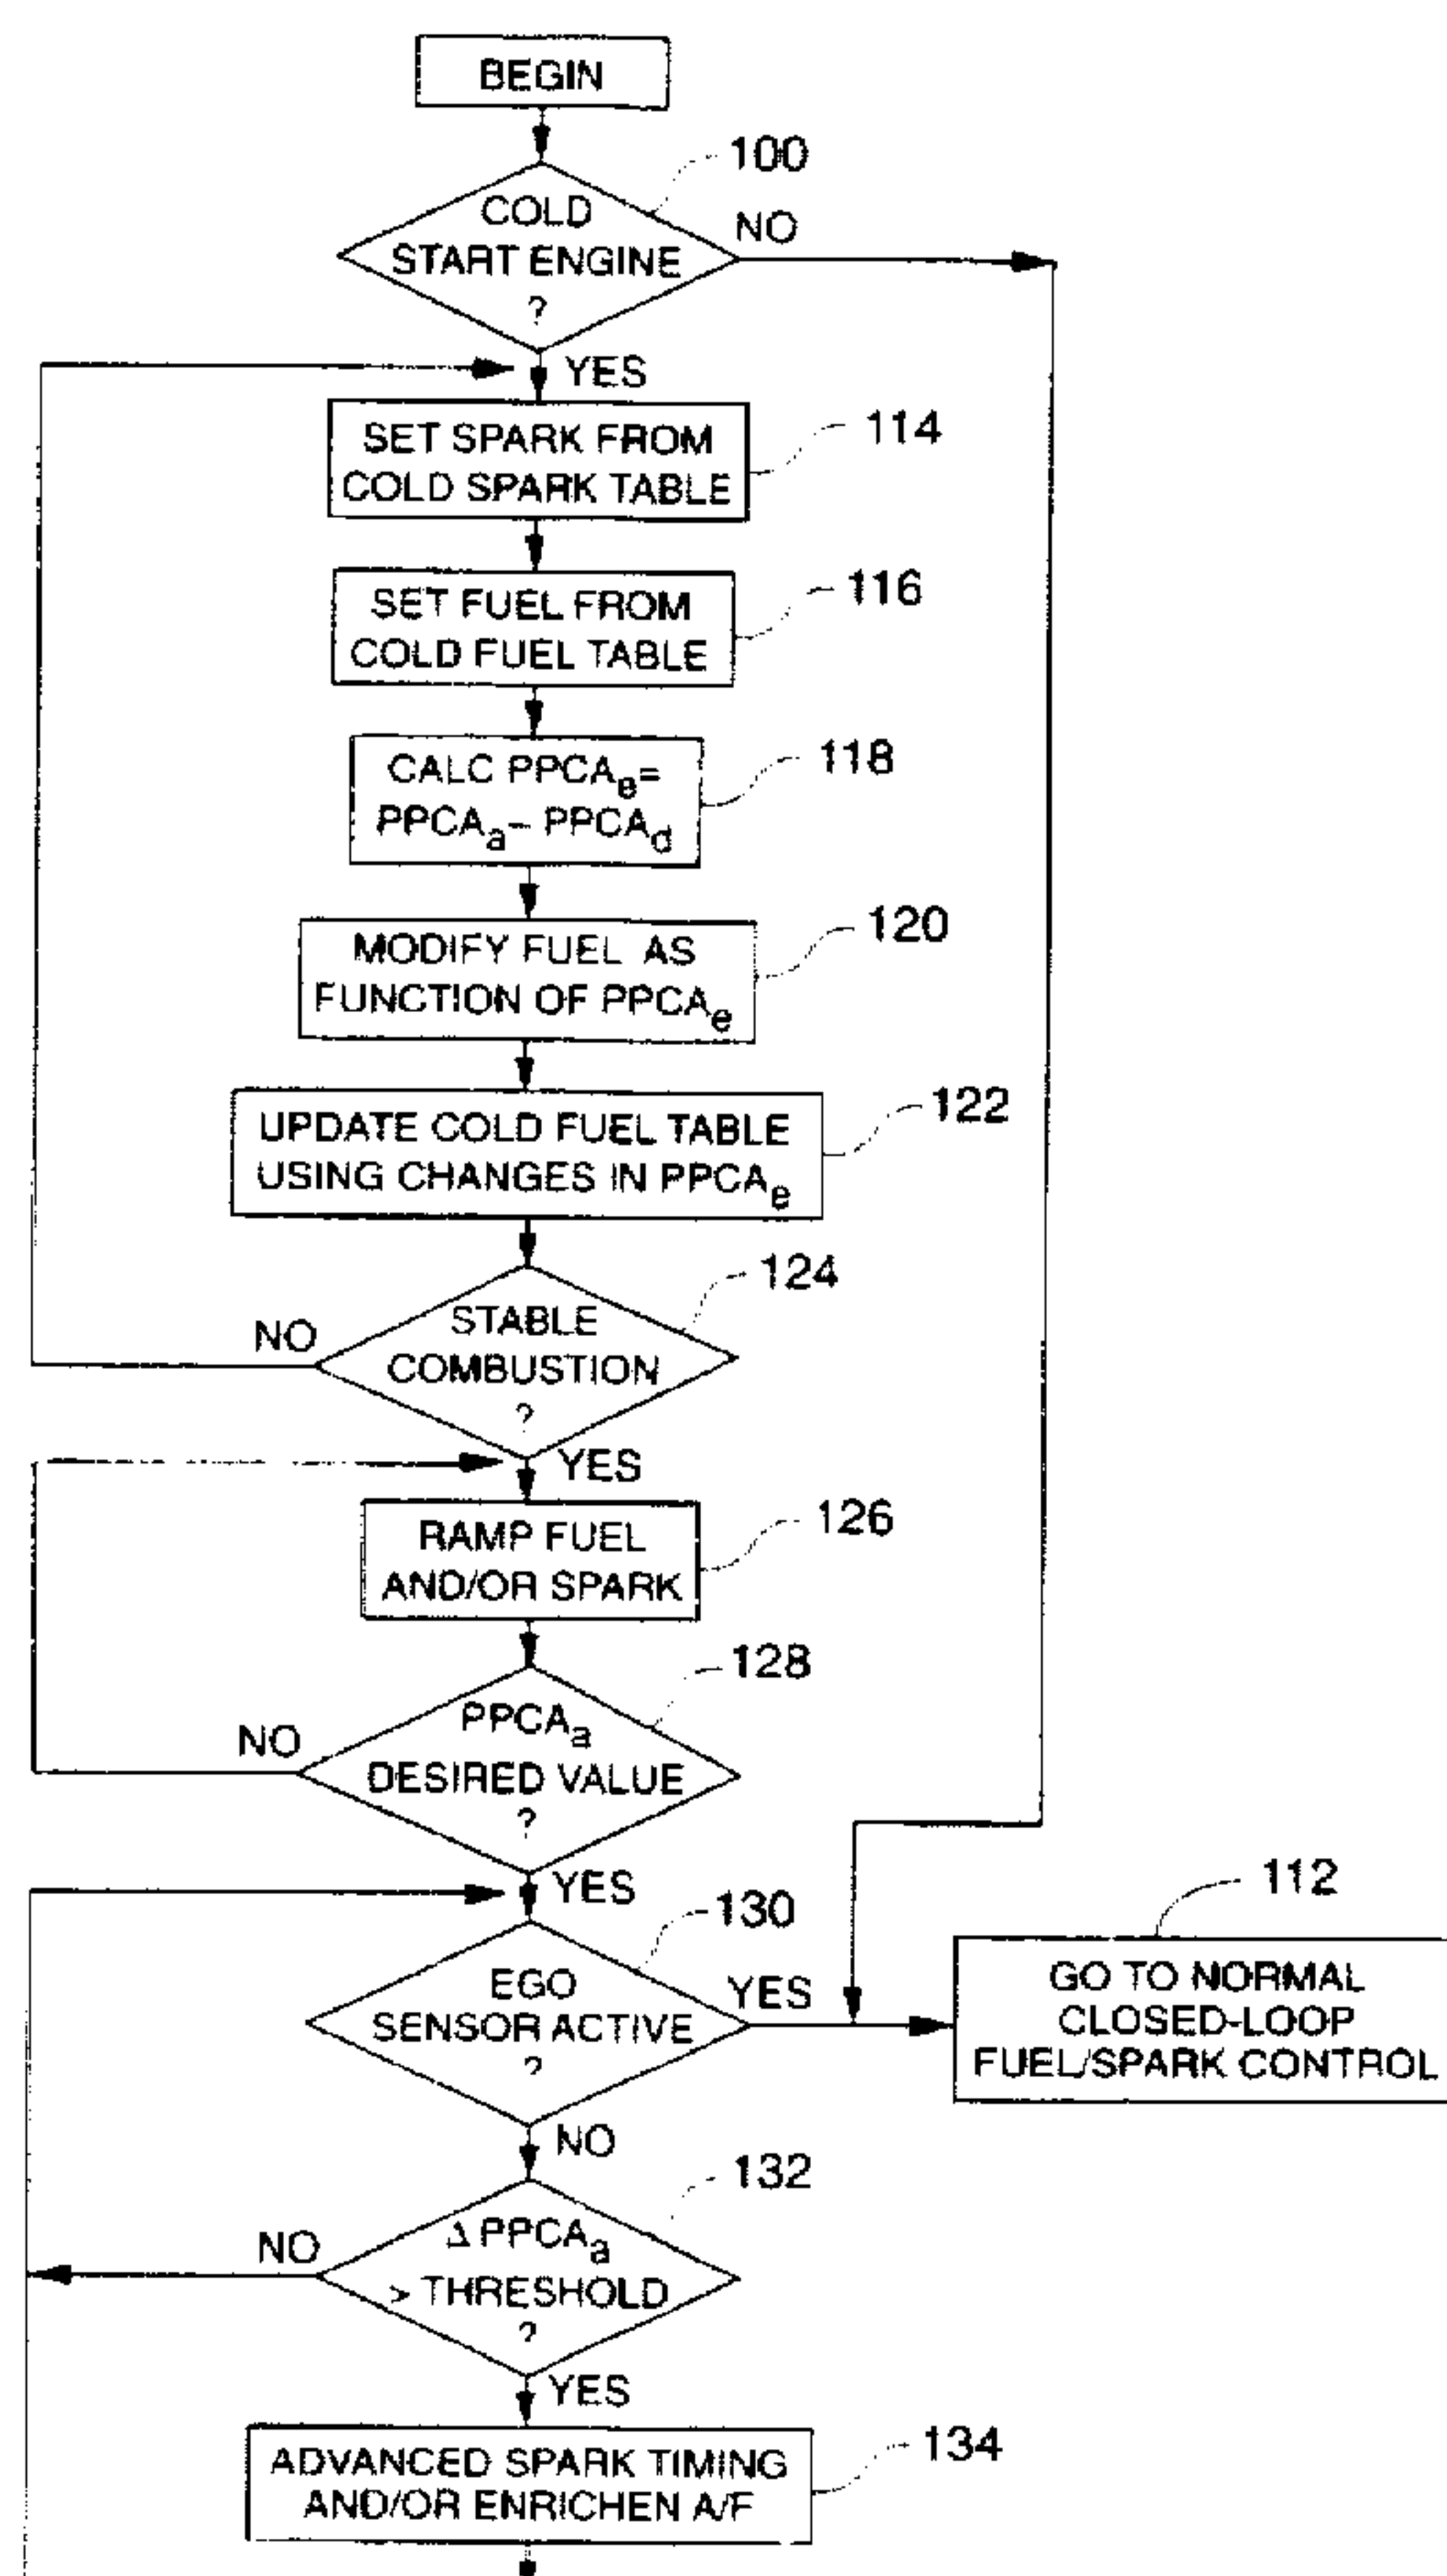 BEGIN
100
COLD
START ENGINE
?
NO
YES
SET SPARK FROM
COLD SPARK TABLE
114
SET FUEL FROM
COLD FUEL TABLE
116
CALC PPCAe=
PPCAa– PPCAd
118
MODIFY FUEL AS
FUNCTION OF PPCAe
120
UPDATE COLD FUEL TABLE
USING CHANGES IN PPCAe
122
124
STABLE
COMBUSTION
?
NO
YES
RAMP FUEL
AND/OR SPARK
126
128
PPCAa
DESIRED VALUE
?
NO
YES
130
EGO
SENSOR ACTIVE
?
YES
112
GO TO NORMAL
CLOSED-LOOP
FUEL/SPARK CONTROL
NO
132
Δ PPCAa
> THRESHOLD
?
NO
YES
ADVANCED SPARK TIMING
AND/OR ENRICHEN A/F
134